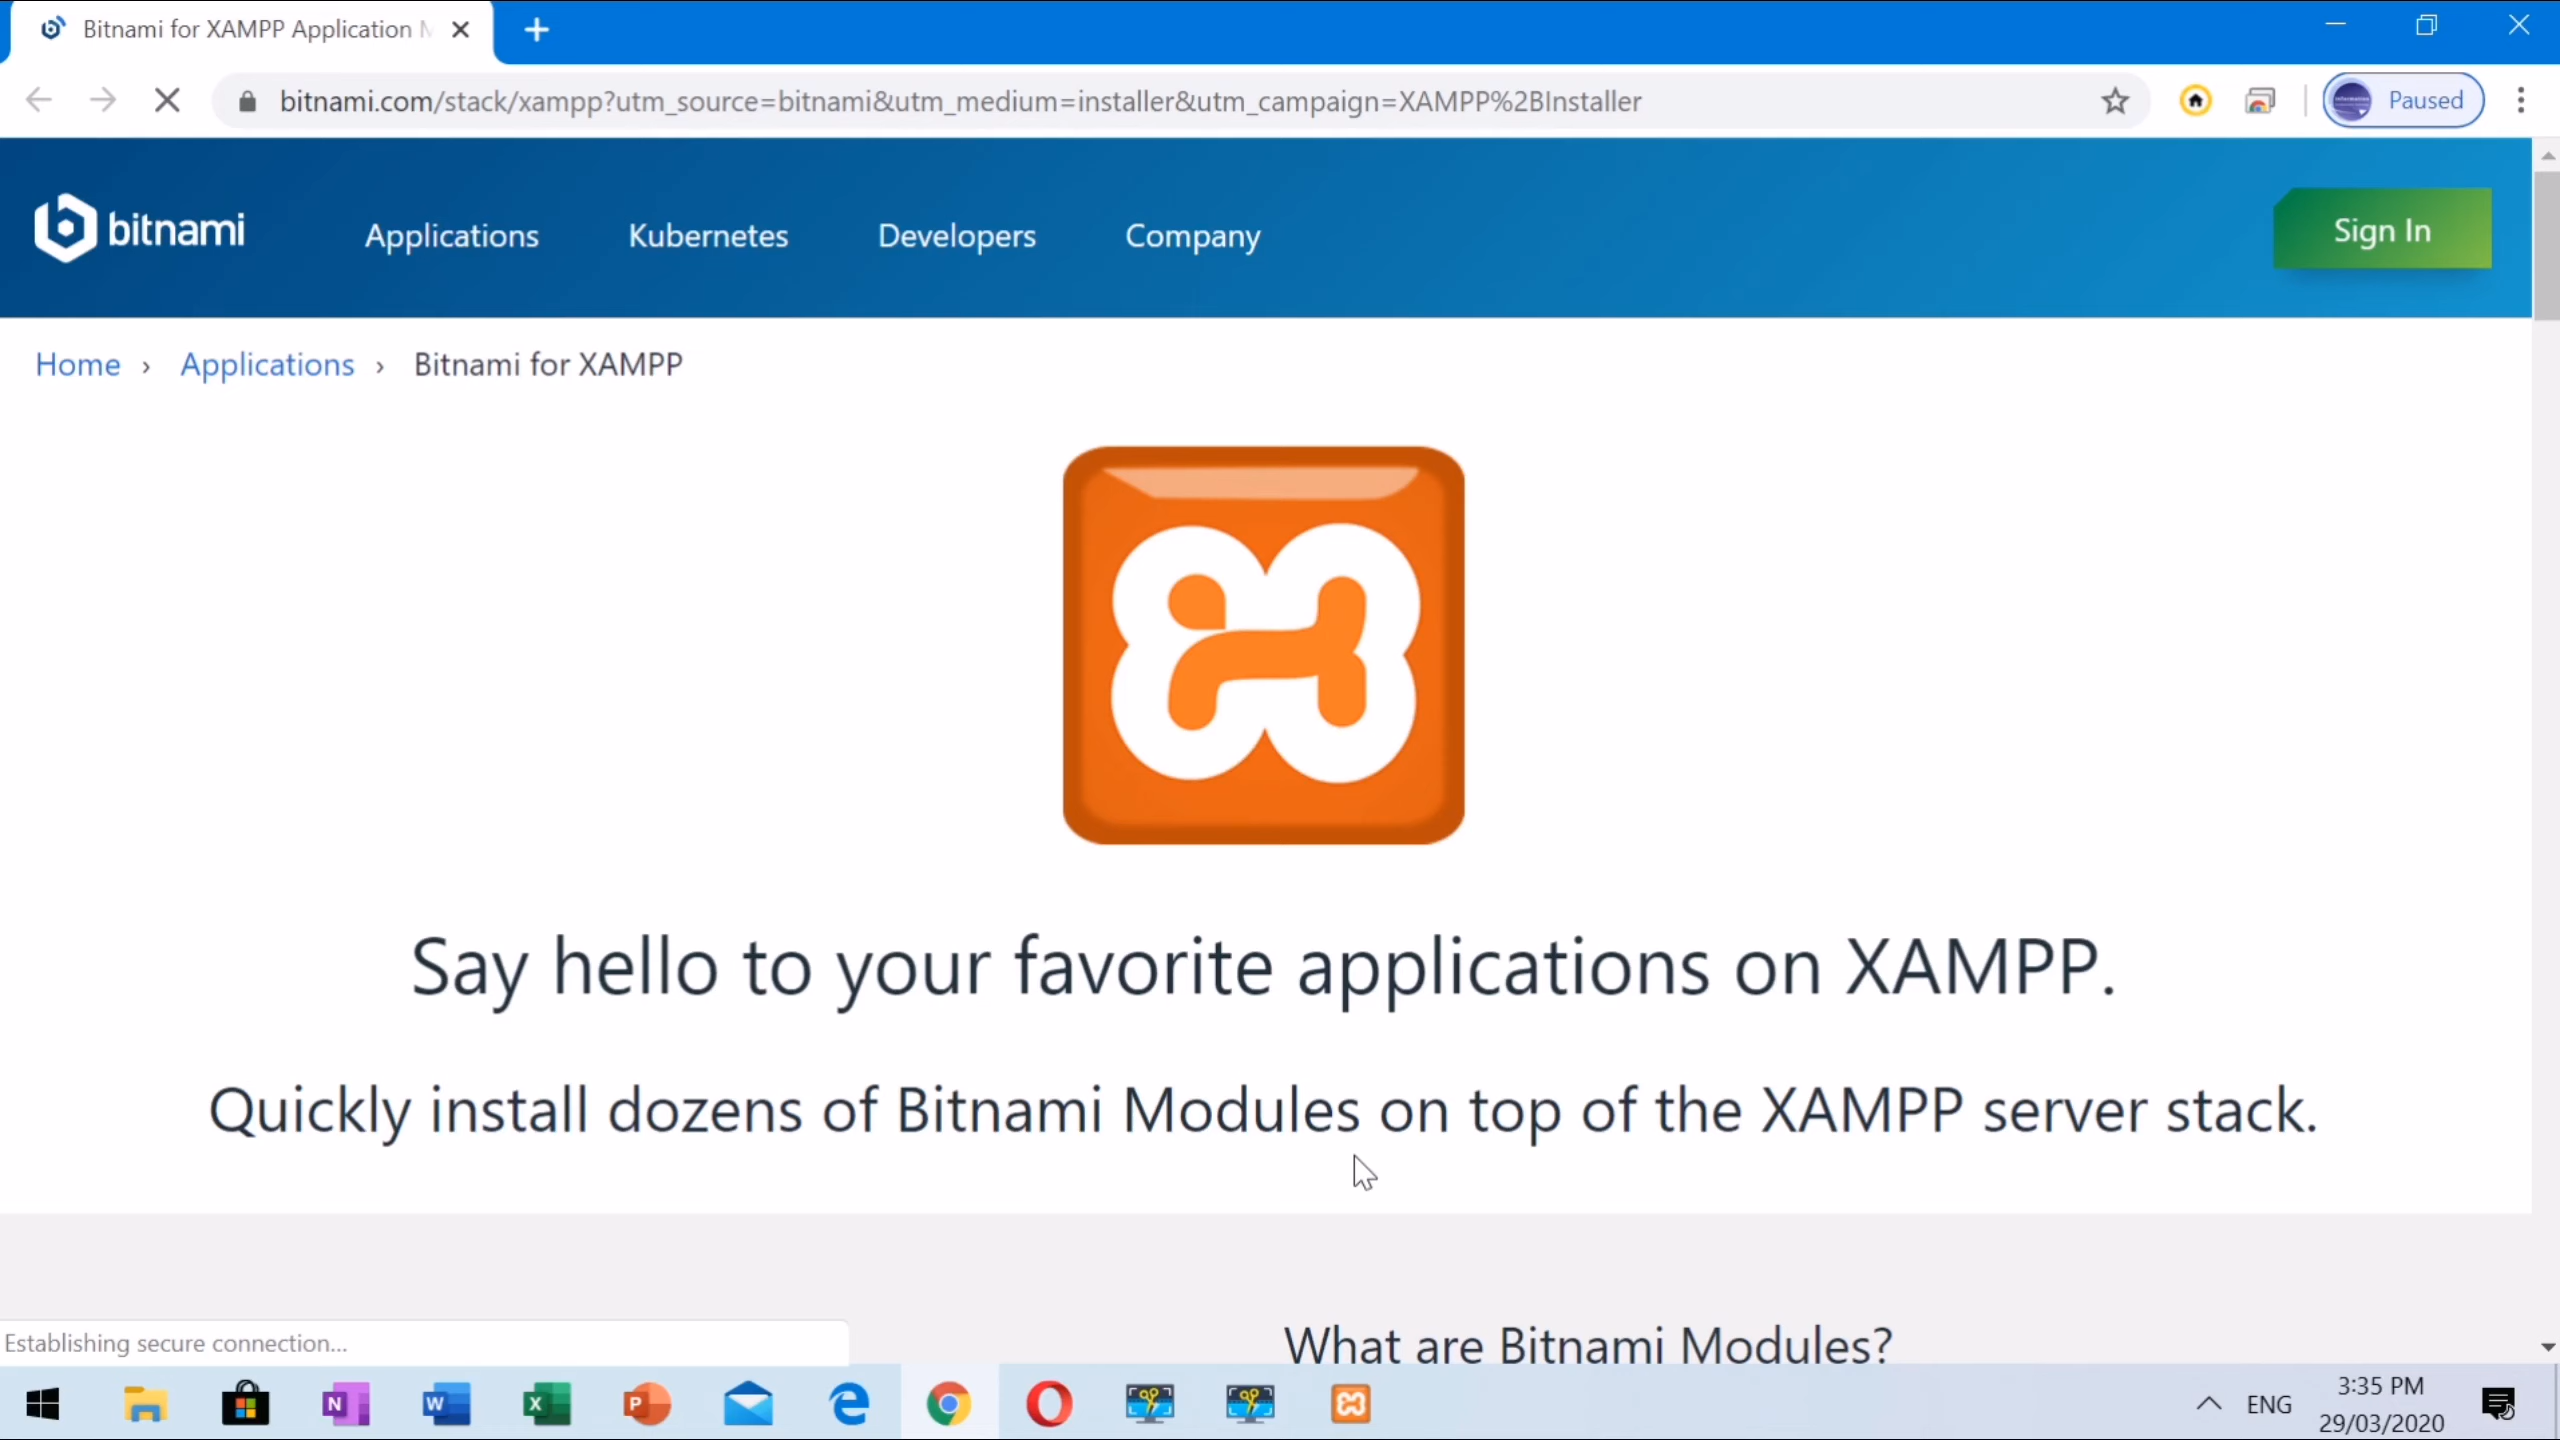 Bitnami for XAMPP Application
bitnami.com/stack/xampp?utm_source=bitnami&utm_medium=installer&utm_campaign=XAMPP%2BInstaller
Paused
bitnami
Applications
Kubernetes
Developers
Company
Sign In
Home › Applications › Bitnami for XAMPP
Say hello to your favorite applications on XAMPP.
Quickly install dozens of Bitnami Modules on top of the XAMPP server stack.
What are Bitnami Modules?
Establishing secure connection...
ENG
3:35 PM
29/03/2020